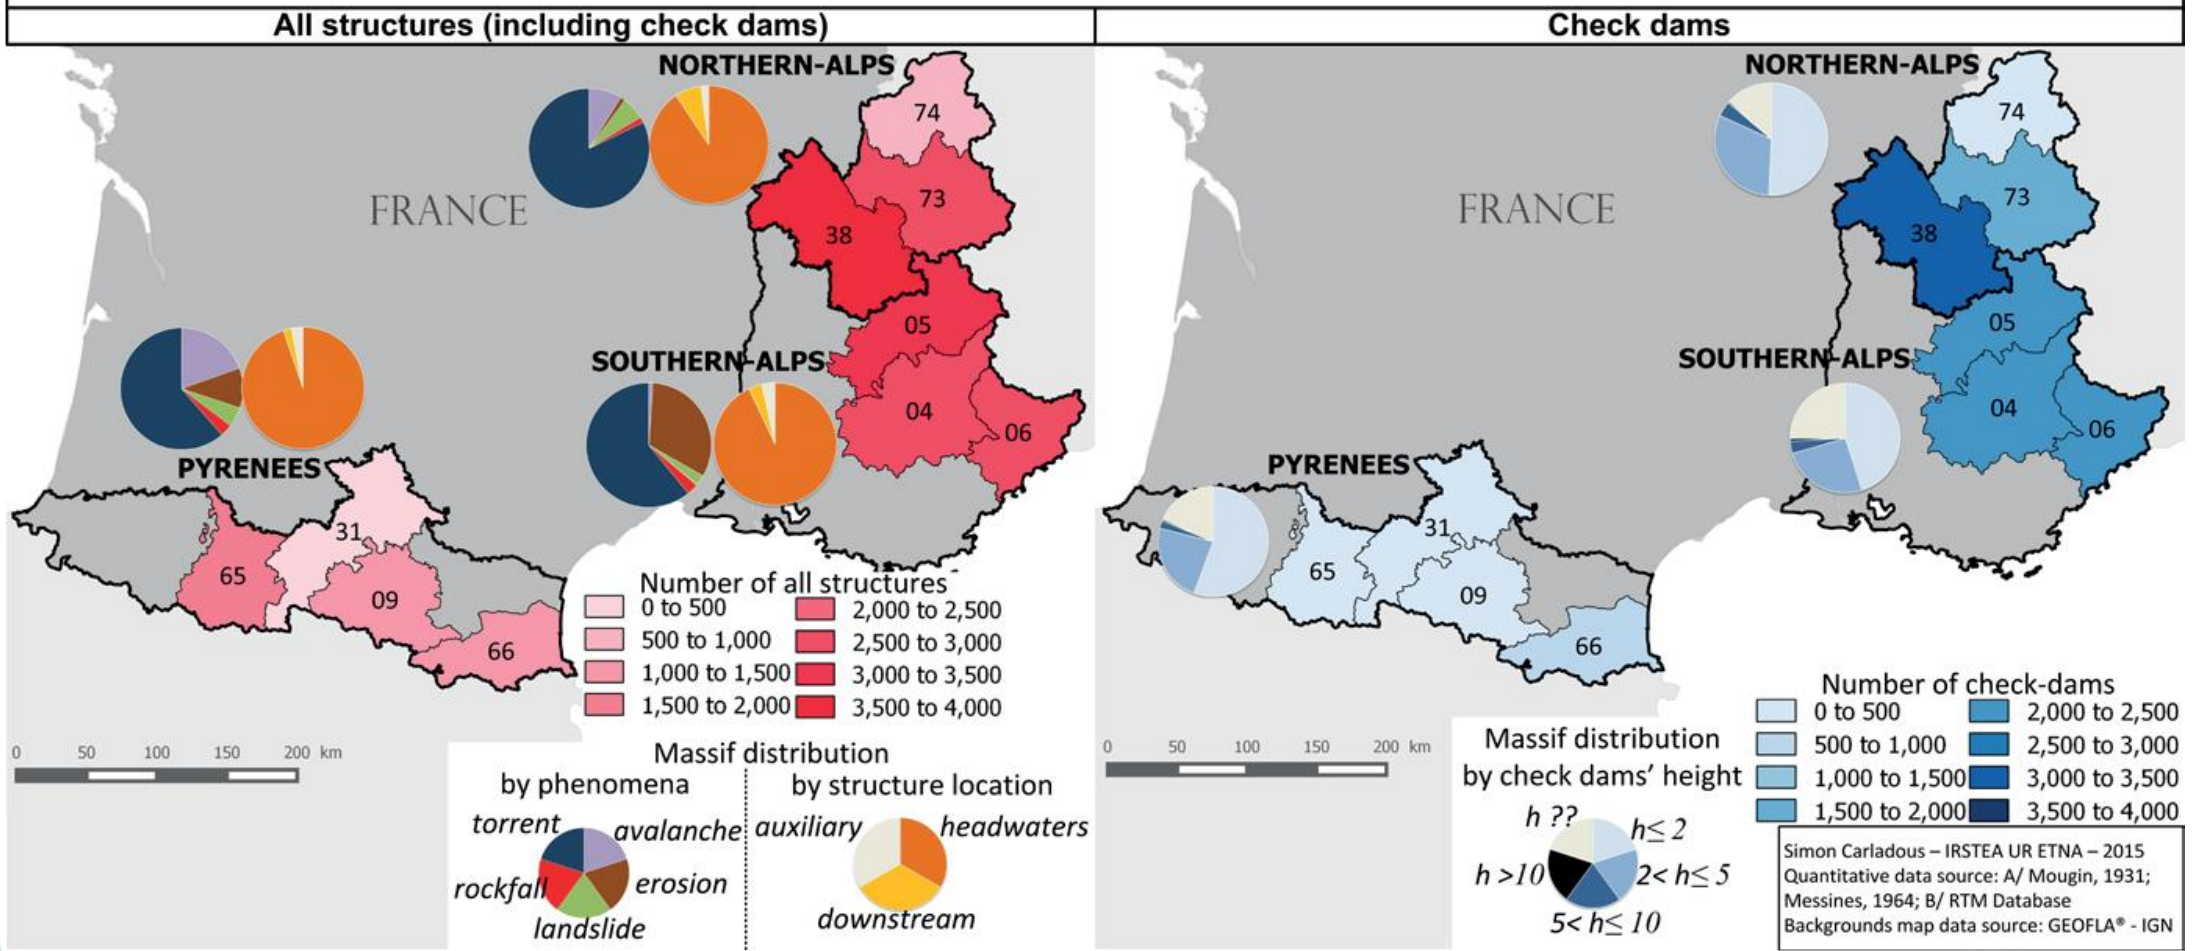 All structures (including check dams)
Check dams
NORTHERN-ALPS
74
73
38
FRANCE
05
SOUTHERN-ALPS
04
06
PYRENEES
31
65
09
66
Number of all structures
0 to 500
500 to 1,000
1,000 to 1,500
1,500 to 2,000
2,000 to 2,500
2,500 to 3,000
3,000 to 3,500
3,500 to 4,000
0 50 100 150 200 km
Massif distribution
by phenomena
torrent
avalanche
rockfall
erosion
landslide
by structure location
auxiliary
headwaters
downstream
NORTHERN-ALPS
74
73
38
FRANCE
05
SOUTHERN-ALPS
04
06
PYRENEES
31
65
09
66
0 50 100 150 200 km
Massif distribution
by check dams’ height
h ??
h≤ 2
h >10
2< h≤ 5
5< h≤ 10
Number of check-dams
0 to 500
500 to 1,000
1,000 to 1,500
1,500 to 2,000
2,000 to 2,500
2,500 to 3,000
3,000 to 3,500
3,500 to 4,000
Simon Carladous – IRSTEA UR ETNA – 2015
Quantitative data source: A/ Mougin, 1931;
Messines, 1964; B/ RTM Database
Backgrounds map data source: GEOFLA® - IGN